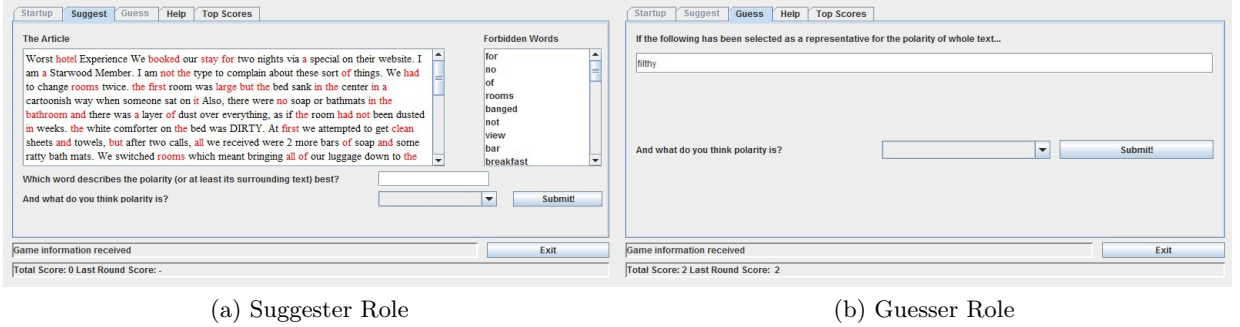 Startup Suggest Guess Help Top Scores
The Article
Forbidden Words
Worst hotel Experience We booked our stay for two nights via a special on their website. I
am a Starwood Member. I am not the type to complain about these sort of things. We had
to change rooms twice. the first room was large but the bed sank in the center in a
cartoonish way when someone sat on it Also, there were no soap or bathmats in the
bathroom and there was a layer of dust over everything, as if the room had not been dusted
in weeks. the white comforter on the bed was DIRTY. At first we attempted to get clean
sheets and towels, but after two calls, all we received were 2 more bars of soap and some
ratty bath mats. We switched rooms which meant bringing all of our luggage down to the
for
no
of
rooms
banged
not
view
bar
breakfast
Which word describes the polarity (or at least its surrounding text) best?
And what do you think polarity is?
Submit!
Game information received
Exit
Total Score: 0 Last Round Score: -
(a) Suggester Role
Startup Suggest Guess Help Top Scores
If the following has been selected as a representative for the polarity of whole text...
filthy
And what do you think polarity is?
Submit!
Game information received
Exit
Total Score: 2 Last Round Score: 2
(b) Guesser Role